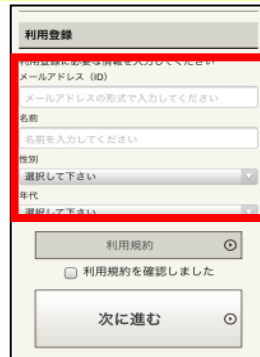 利用登録
利用登録に必要な情報を入力してください
メールアドレス（ID）
メールアドレスの形式で入力してください
名前
名前を入力してください
性別
選択して下さい
年代
選択して下さい
利用規約
利用規約を確認しました
次に進む